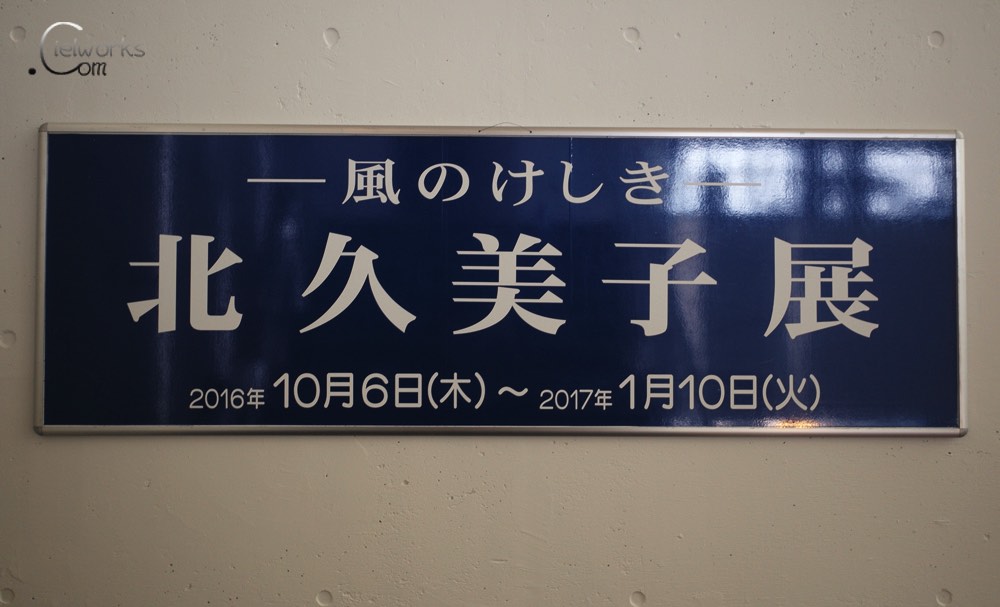 Cielworks
.Com
―風のけしき―
北久美子展
2016年10月6日(木)～2017年1月10日(火)